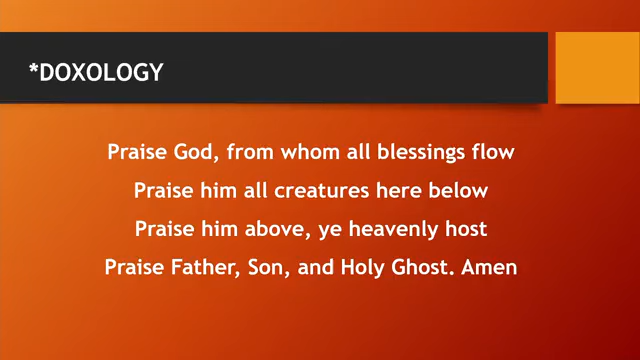 *DOXOLOGY
Praise God, from whom all blessings flow
Praise him all creatures here below
Praise him above, ye heavenly host
Praise Father, Son, and Holy Ghost. Amen